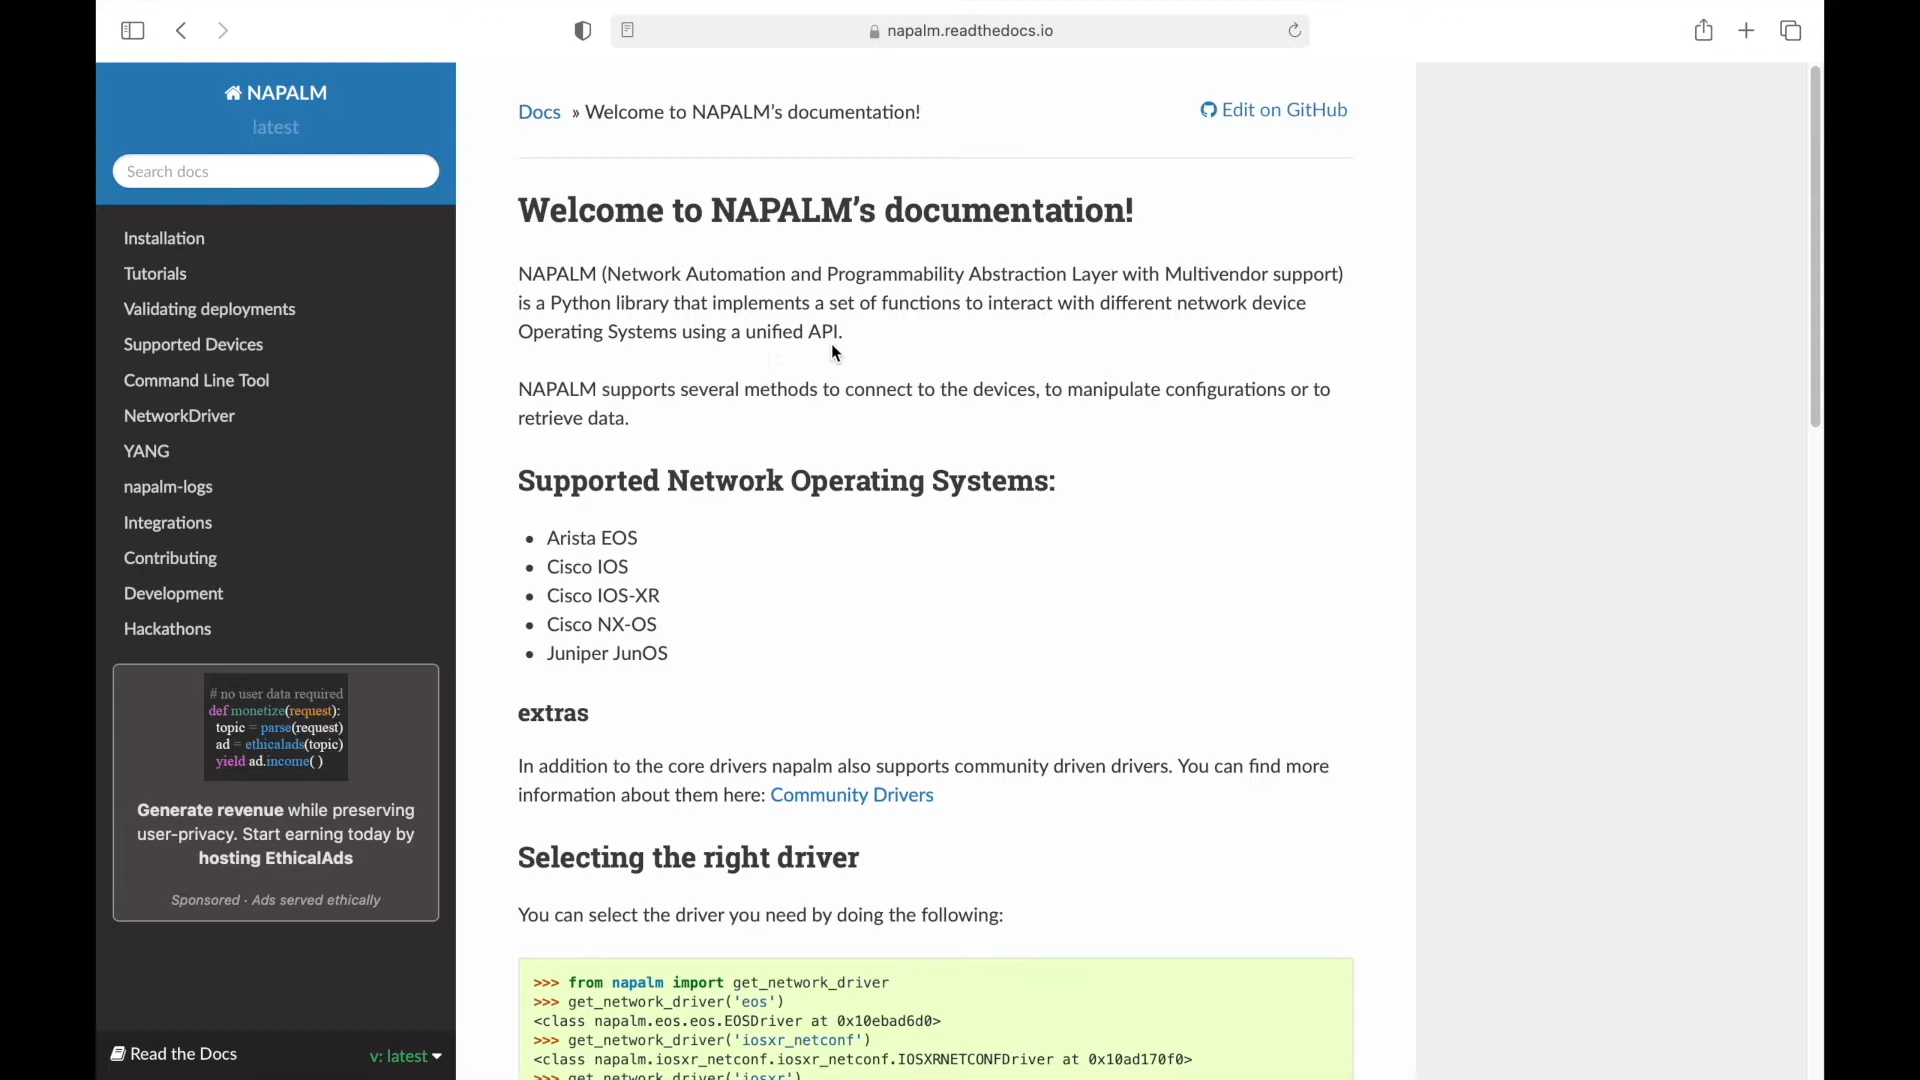 napalm.readthedocs.io
NAPALM
latest
Search docs
Installation
Tutorials
Validating deployments
Supported Devices
Command Line Tool
NetworkDriver
YANG
napalm-logs
Integrations
Contributing
Development
Hackathons
# no user data required
def monetize(request):
topic = parse(request)
ad = ethicalads(topic)
yield ad.income( )
Generate revenue while preserving
user-privacy. Start earning today by
hosting EthicalAds
Sponsored · Ads served ethically
Read the Docs
v: latest
Docs » Welcome to NAPALM’s documentation!
Edit on GitHub
Welcome to NAPALM’s documentation!
NAPALM (Network Automation and Programmability Abstraction Layer with Multivendor support)
is a Python library that implements a set of functions to interact with different network device
Operating Systems using a unified API.
NAPALM supports several methods to connect to the devices, to manipulate configurations or to
retrieve data.
Supported Network Operating Systems:
Arista EOS
Cisco IOS
Cisco IOS-XR
Cisco NX-OS
Juniper JunOS
extras
In addition to the core drivers napalm also supports community driven drivers. You can find more
information about them here: Community Drivers
Selecting the right driver
You can select the driver you need by doing the following:
>>> from napalm import get_network_driver
>>> get_network_driver('eos')
<class napalm.eos.eos.EOSDriver at 0x10ebad6d0>
>>> get_network_driver('iosxr_netconf')
<class napalm.iosxr_netconf.iosxr_netconf.IOSXRNETCONFDriver at 0x10ad170f0>
>>> get_network_driver('iosxr')